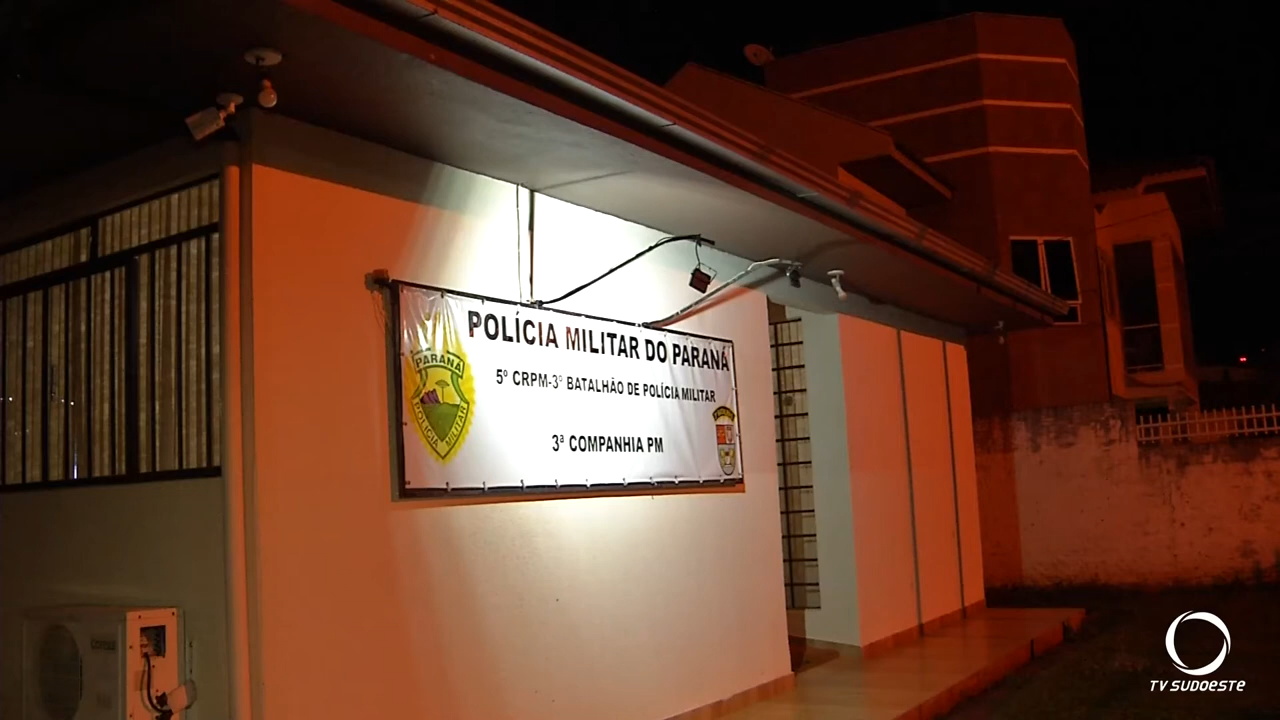 POLÍCIA MILITAR DO PARANÁ
5º CRPM-3º BATALHÃO DE POLÍCIA MILITAR
3ª COMPANHIA PM
PARANÁ
POLÍCIA MILITAR
TV SUDOESTE